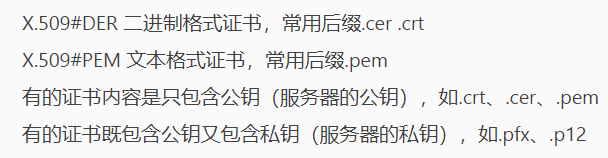 X.509#DER 二进制格式证书，常用后缀.cer .crt
X.509#PEM 文本格式证书，常用后缀.pem
有的证书内容是只包含公钥（服务器的公钥），如.crt、.cer、.pem
有的证书既包含公钥又包含私钥（服务器的私钥），如.pfx、.p12